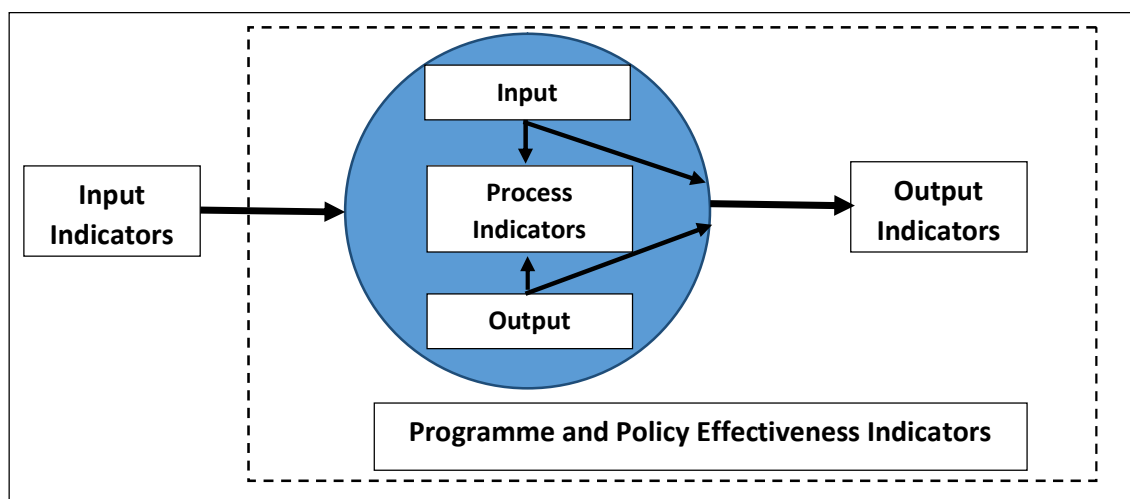 Input
Input
Indicators
Process
Indicators
Output
Indicators
Output
Programme and Policy Effectiveness Indicators